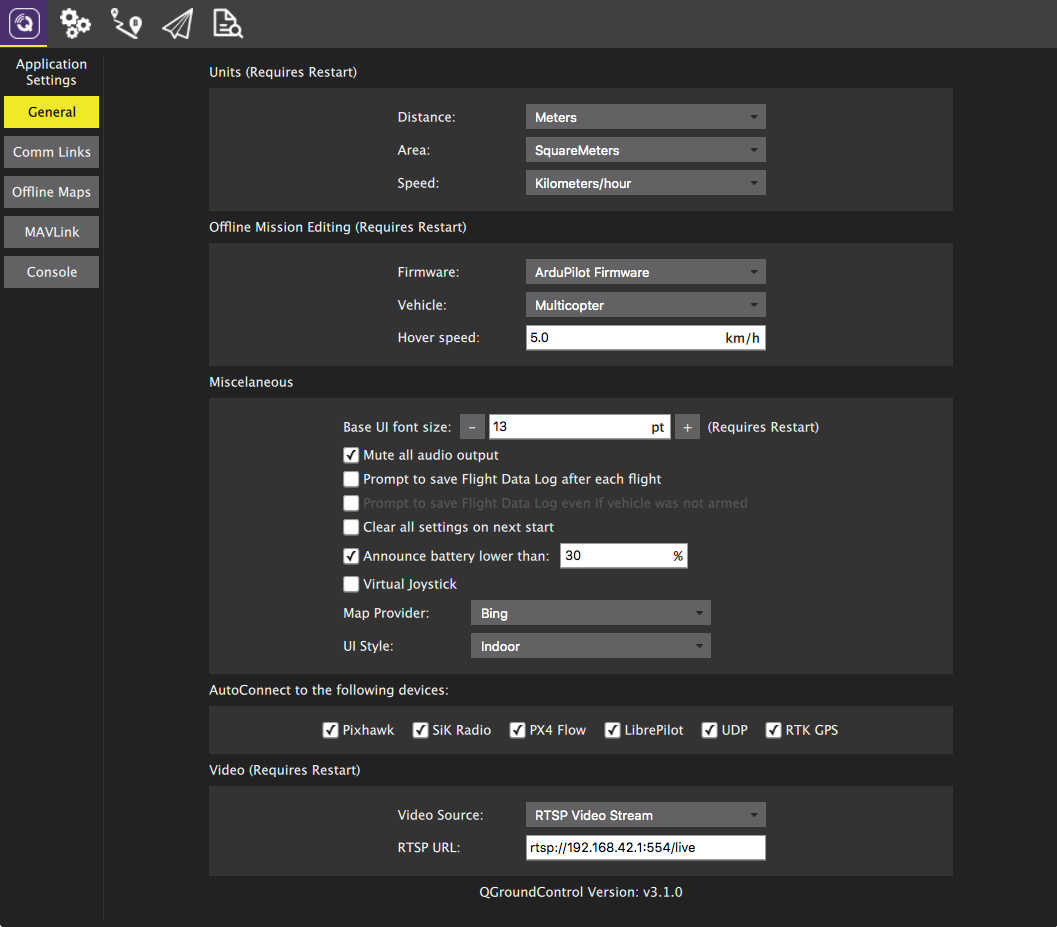 Application
Settings
General
Comm Links
Offline Maps
MAVLink
Console
Units (Requires Restart)
Distance: Meters
Area: SquareMeters
Speed: Kilometers/hour
Offline Mission Editing (Requires Restart)
Firmware: ArduPilot Firmware
Vehicle: Multicopter
Hover speed: 5.0 km/h
Miscelaneous
Base UI font size: - 13 pt + (Requires Restart)
Mute all audio output
Prompt to save Flight Data Log after each flight
Prompt to save Flight Data Log even if vehicle was not armed
Clear all settings on next start
Announce battery lower than: 30 %
Virtual Joystick
Map Provider: Bing
UI Style: Indoor
AutoConnect to the following devices:
Pixhawk SiK Radio PX4 Flow LibrePilot UDP RTK GPS
Video (Requires Restart)
Video Source: RTSP Video Stream
RTSP URL: rtsp://192.168.42.1:554/live
QGroundControl Version: v3.1.0